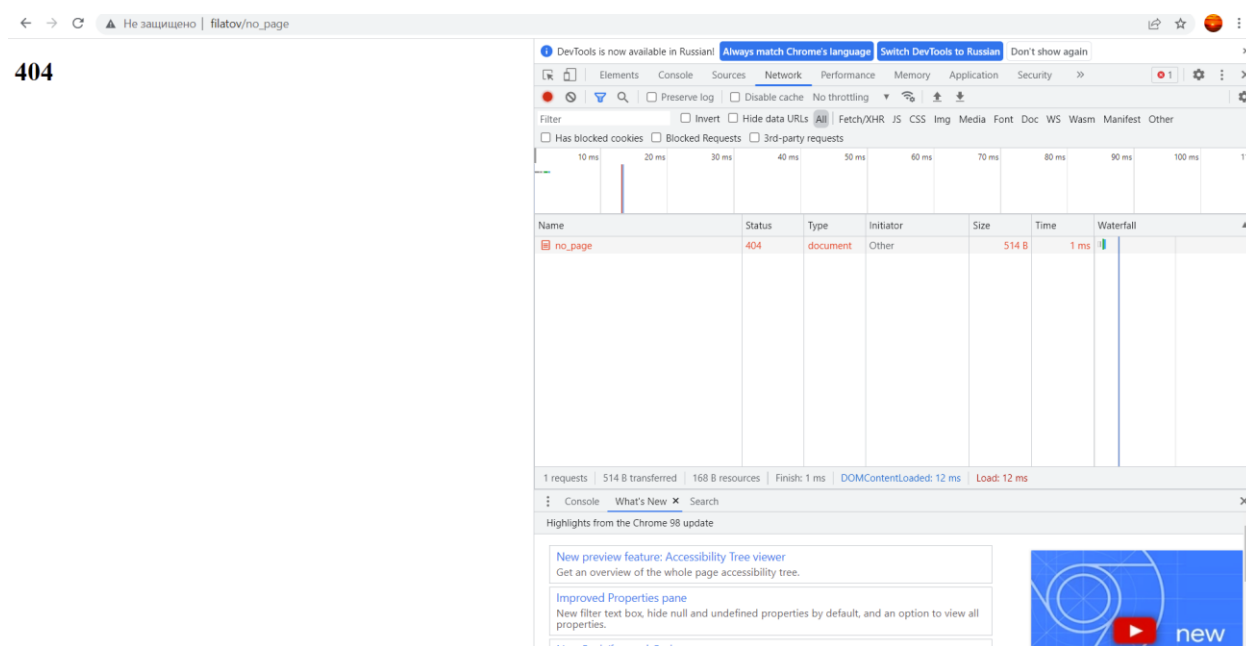 Не защищено | filatov/no_page
404
DevTools is now available in Russian! Always match Chrome's language Switch DevTools to Russian Don't show again
Elements Console Sources Network Performance Memory Application Security 1
Preserve log Disable cache No throttling
Filter Invert Hide data URLs All Fetch/XHR JS CSS Img Media Font Doc WS Wasm Manifest Other
Has blocked cookies Blocked Requests 3rd-party requests
10 ms 20 ms 30 ms 40 ms 50 ms 60 ms 70 ms 80 ms 90 ms 100 ms
Name Status Type Initiator Size Time Waterfall
no_page 404 document Other 514 B 1 ms
1 requests 514 B transferred 168 B resources Finish: 1 ms DOMContentLoaded: 12 ms Load: 12 ms
Console What's New Search
Highlights from the Chrome 98 update
New preview feature: Accessibility Tree viewer
Get an overview of the whole page accessibility tree.
Improved Properties pane
New filter text box, hide null and undefined properties by default, and an option to view all
properties.
new